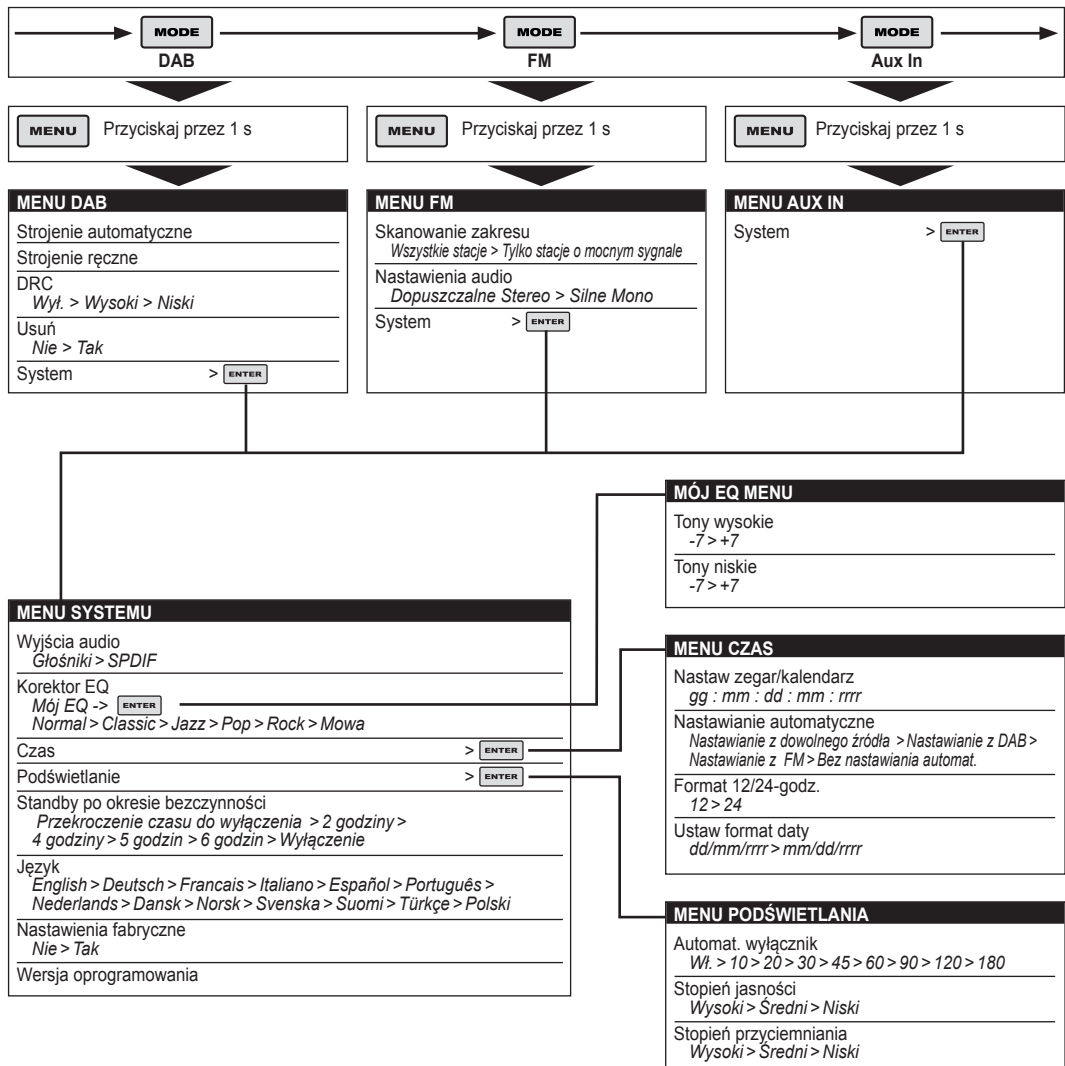 MODE
DAB
MODE
FM
MODE
Aux In
MENU Przyciskaj przez 1 s
MENU Przyciskaj przez 1 s
MENU Przyciskaj przez 1 s
MENU DAB
Strojenie automatyczne
Strojenie ręczne
DRC
Wył. > Wysoki > Niski
Usuń
Nie > Tak
System > ENTER
MENU FM
Skanowanie zakresu
Wszystkie stacje > Tylko stacje o mocnym sygnale
Nastawienia audio
Dopuszczalne Stereo > Silne Mono
System > ENTER
MENU AUX IN
System > ENTER
MENU SYSTEMU
Wyjścia audio
Głośniki > SPDIF
Korektor EQ
Mój EQ -> ENTER
Normal > Classic > Jazz > Pop > Rock > Mowa
Czas > ENTER
Podświetlanie > ENTER
Standby po okresie bezczynności
Przekroczenie czasu do wyłączenia > 2 godziny >
4 godziny > 5 godzin > 6 godzin > Wyłączenie
Język
English > Deutsch > Francais > Italiano > Español > Português >
Nederlands > Dansk > Norsk > Svenska > Suomi > Türkçe > Polski
Nastawienia fabryczne
Nie > Tak
Wersja oprogramowania
MÓJ EQ MENU
Tony wysokie
-7 > +7
Tony niskie
-7 > +7
MENU CZAS
Nastaw zegar/kalendarz
gg : mm : dd : mm : rrrr
Nastawianie automatyczne
Nastawianie z dowolnego źródła > Nastawianie z DAB >
Nastawianie z FM > Bez nastawiania automat.
Format 12/24-godz.
12 > 24
Ustaw format daty
dd/mm/rrrr > mm/dd/rrrr
MENU PODŚWIETLANIA
Automat. wyłącznik
Wł. > 10 > 20 > 30 > 45 > 60 > 90 > 120 > 180
Stopień jasności
Wysoki > Średni > Niski
Stopień przyciemniania
Wysoki > Średni > Niski